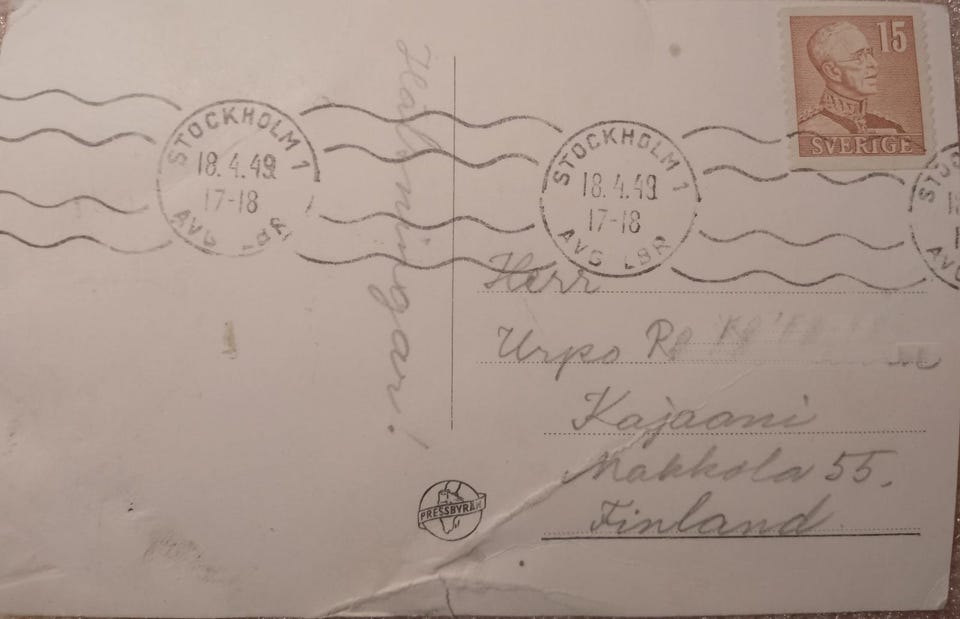 15
SVERIGE
STOCKHOLM 1
18.4.49
17-18
AVG LBR
STOCKHOLM 1
18.4.49
17-18
AVG LBR
Hälsningar!
Herr
Urpo
Kajaani
Makkola 55.
Finland
PRESSBYRÅN